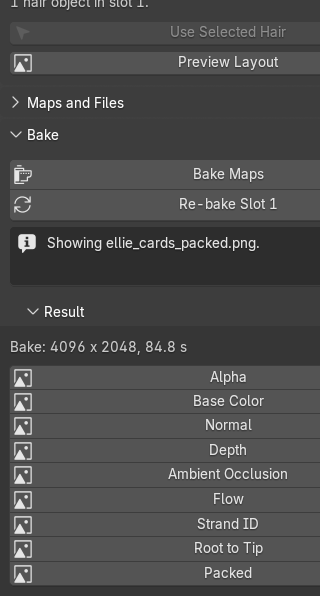 1 hair object in slot 1.
Use Selected Hair
Preview Layout
Maps and Files
Bake
Bake Maps
Re-bake Slot 1
Showing ellie_cards_packed.png.
Result
Bake: 4096 x 2048, 84.8 s
Alpha
Base Color
Normal
Depth
Ambient Occlusion
Flow
Strand ID
Root to Tip
Packed